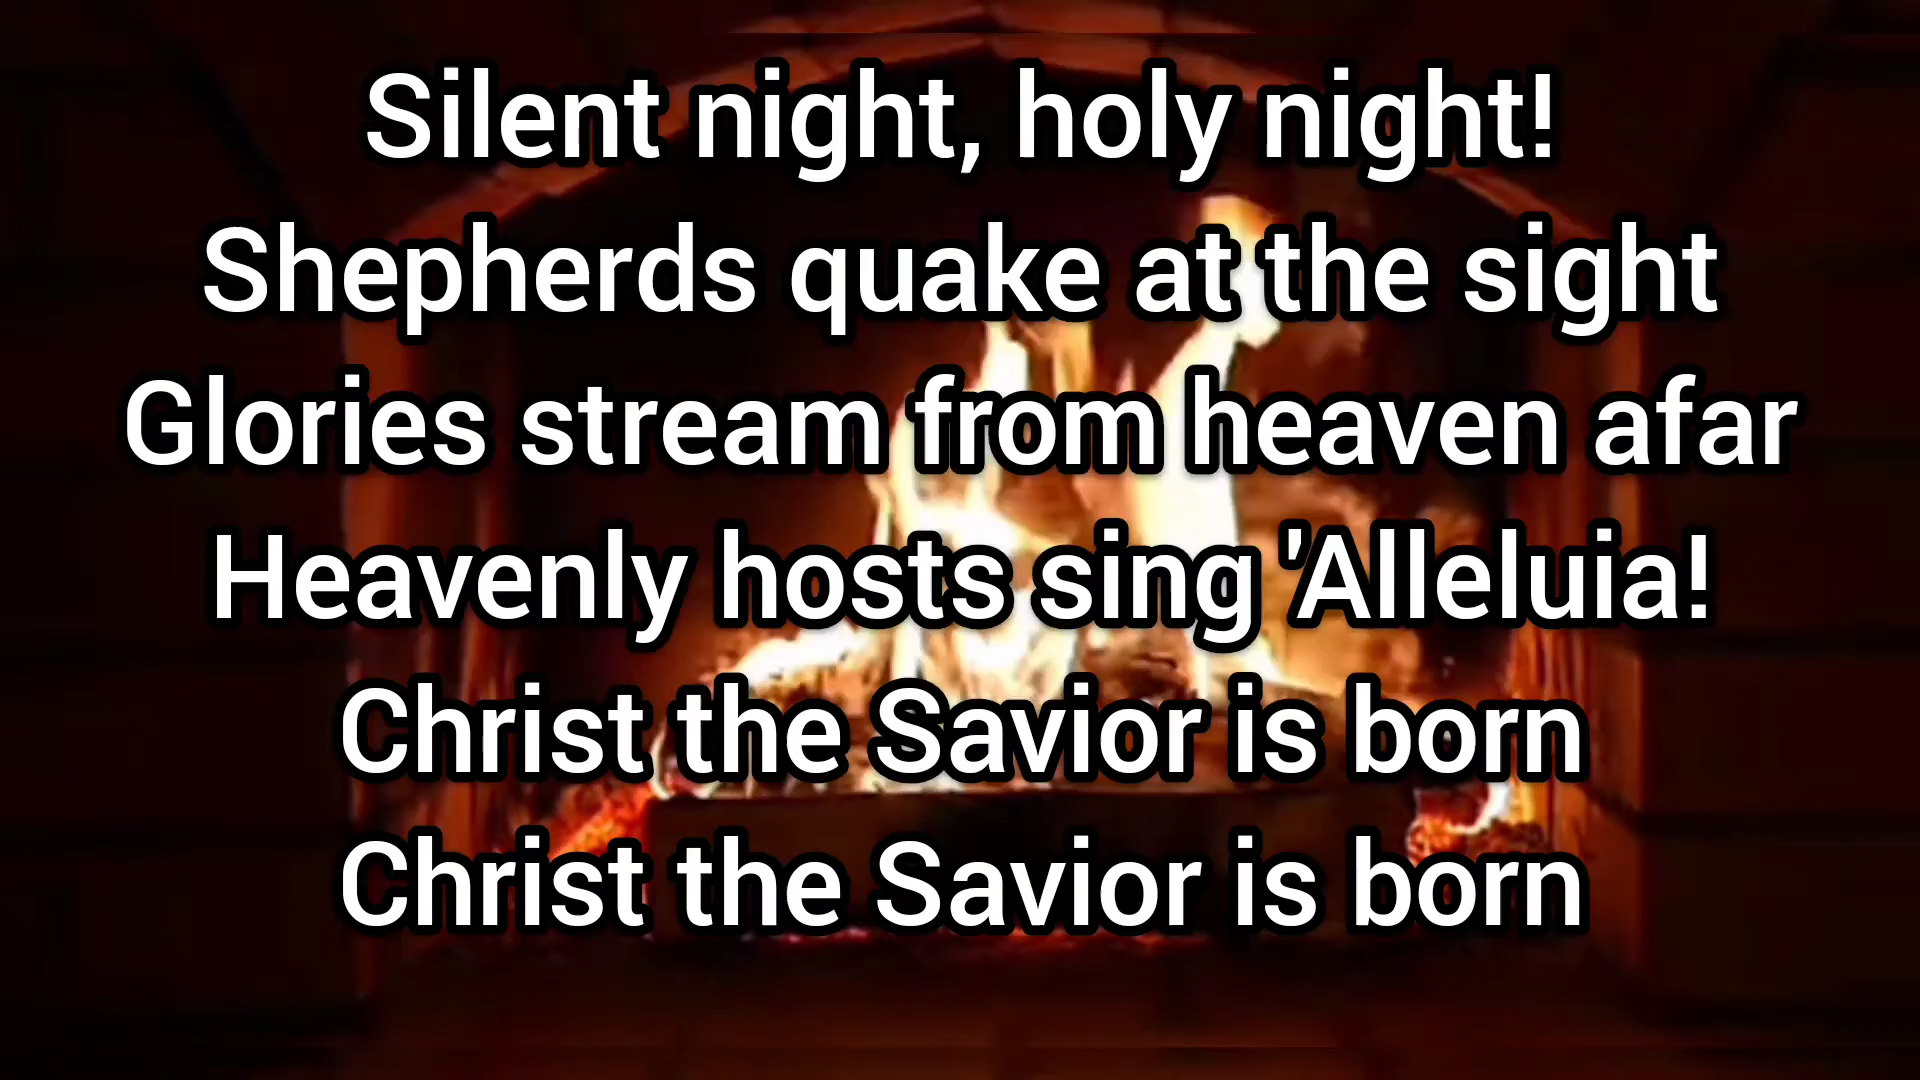 Silent night, holy night!
Shepherds quake at the sight
Glories stream from heaven afar
Heavenly hosts sing 'Alleluia!
Christ the Savior is born
Christ the Savior is born